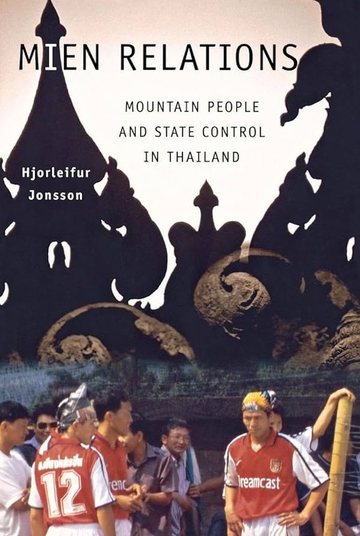 MIEN RELATIONS
MOUNTAIN PEOPLE
AND STATE CONTROL
IN THAILAND
Hjorleifur
Jonsson
12
Dreamcast